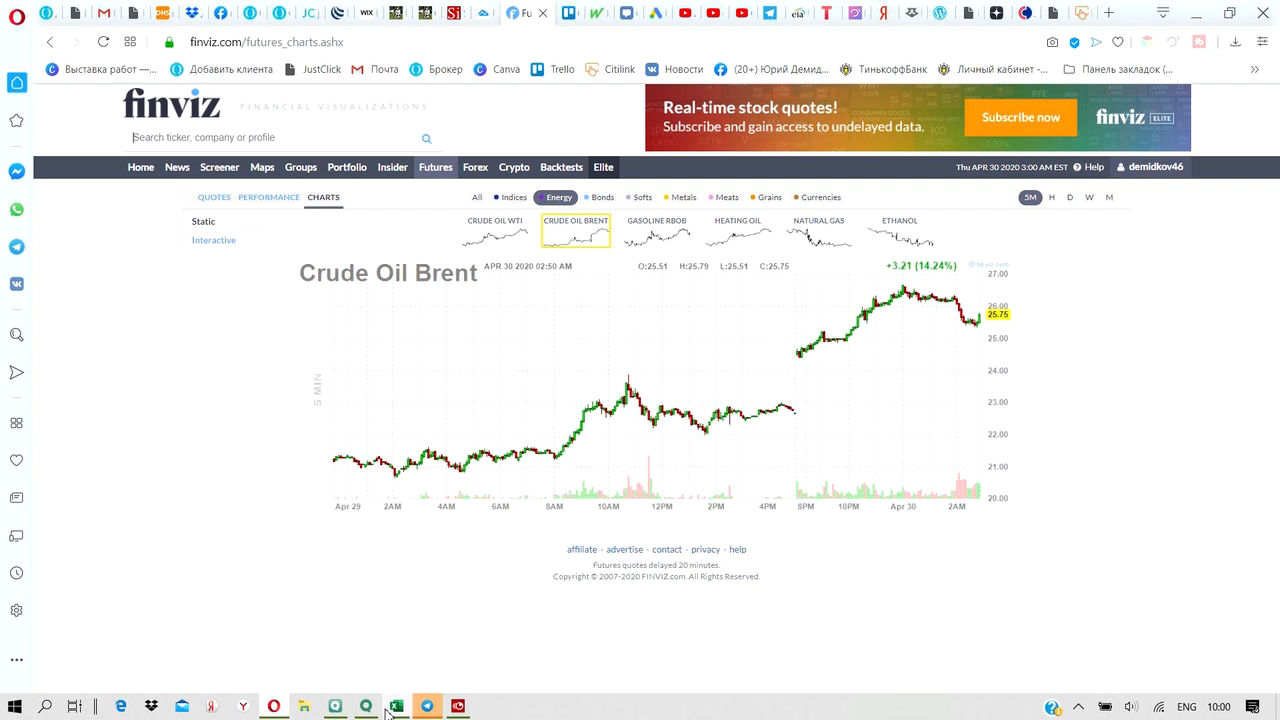 DNS
JC
WIX
Si
Fu
W
T
Я
finviz.com/futures_charts.ashx
Выставка работ —...
Добавить клиента
JustClick
Почта
Брокер
Canva
Trello
Citilink
Новости
(20+) Юрий Демид...
ТинькоффБанк
Личный кабинет -...
Панель закладок (...
finviz
FINANCIAL VISUALIZATIONS
Real-time stock quotes!
Subscribe and gain access to undelayed data.
Subscribe now
finviz ELITE
Search ticker, company or profile
Home News Screener Maps Groups Portfolio Insider Futures Forex Crypto Backtests Elite
Thu APR 30 2020 3:00 AM EST Help demidkov46
QUOTES PERFORMANCE CHARTS
All Indices Energy Bonds Softs Metals Meats Grains Currencies
5M H D W M
Static
Interactive
CRUDE OIL WTI CRUDE OIL BRENT GASOLINE RBOB HEATING OIL NATURAL GAS ETHANOL
Crude Oil Brent APR 30 2020 02:50 AM O:25.51 H:25.79 L:25.51 C:25.75 +3.21 (14.24%) © finviz.com
27.00
26.00
25.75
25.00
24.00
23.00
22.00
21.00
20.00
5 MIN
Apr 29 2AM 4AM 6AM 8AM 10AM 12PM 2PM 4PM 8PM 10PM Apr 30 2AM
affiliate · advertise · contact · privacy · help
Futures quotes delayed 20 minutes.
Copyright © 2007-2020 FINVIZ.com. All Rights Reserved.
ENG 10:00